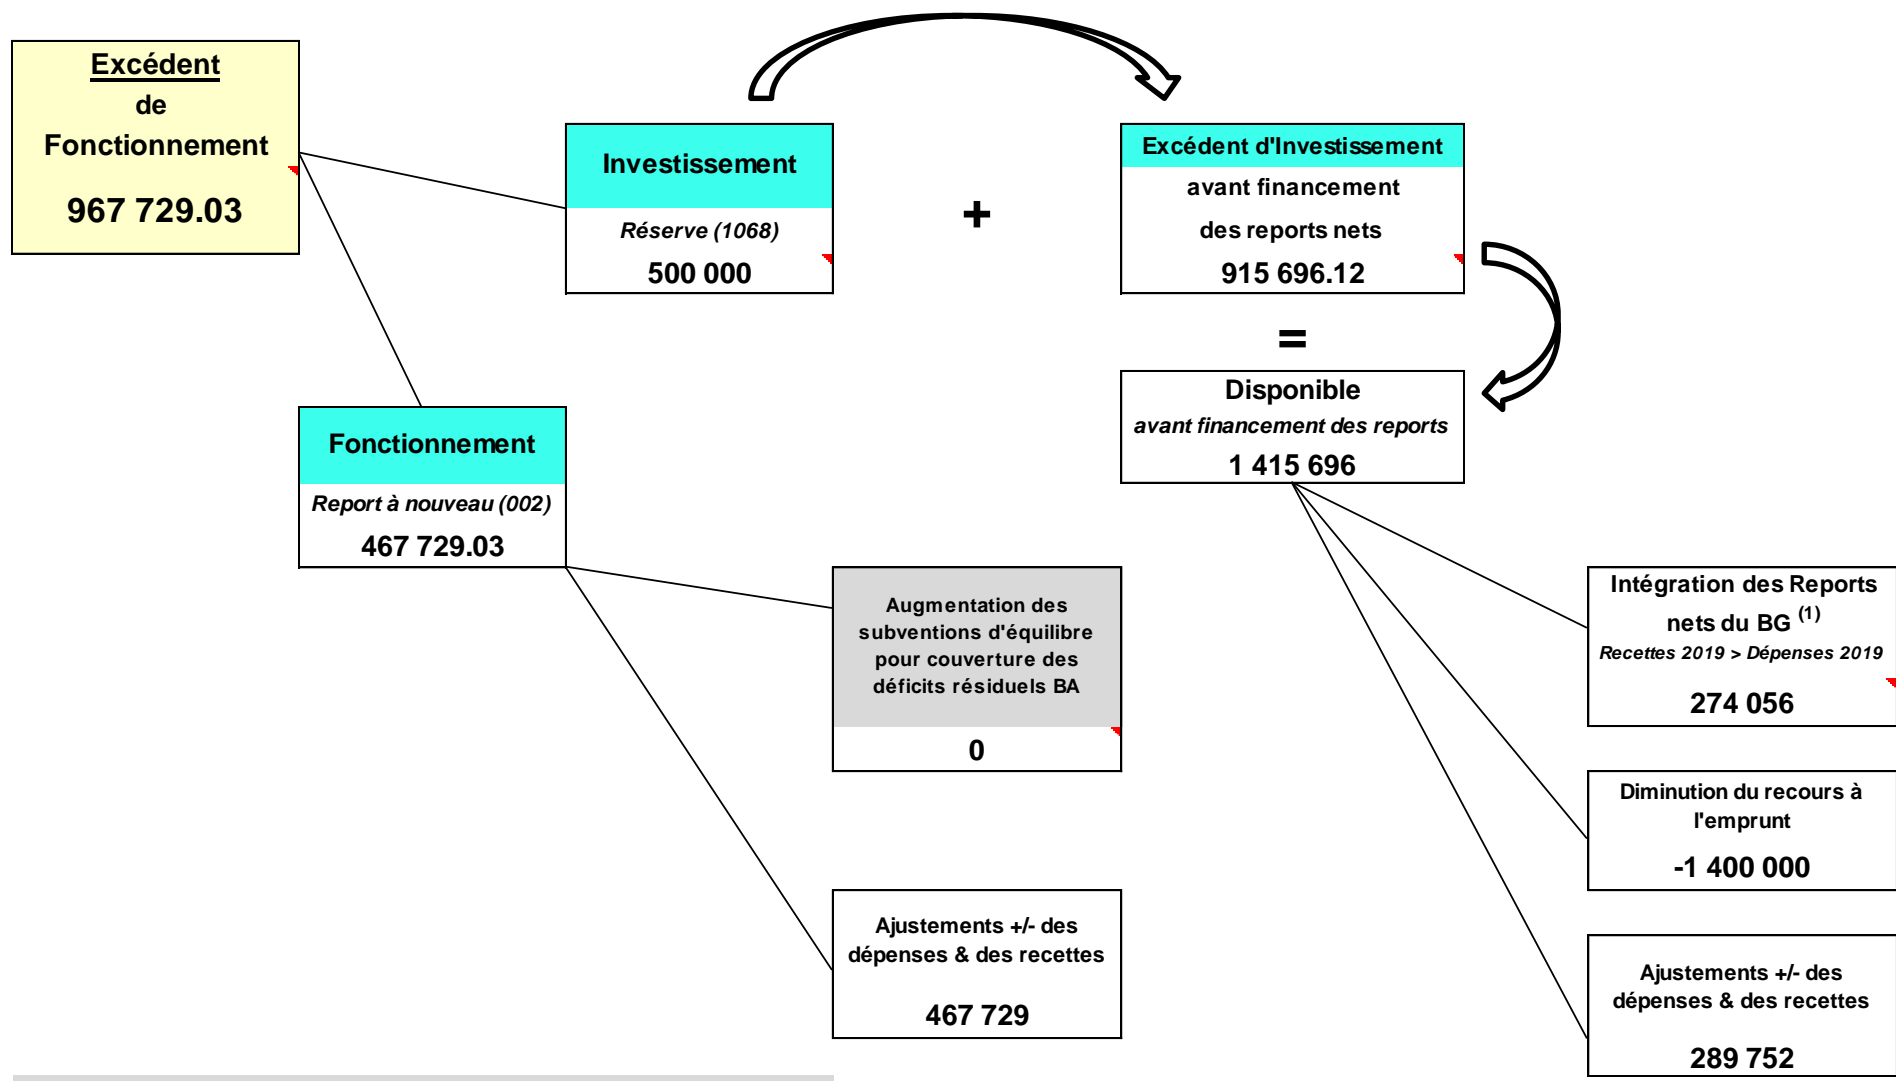 Excédent
de
Fonctionnement
967 729.03
Investissement
Réserve (1068)
500 000
+
Excédent d'Investissement
avant financement
des reports nets
915 696.12
=
Disponible
avant financement des reports
1 415 696
Fonctionnement
Report à nouveau (002)
467 729.03
Augmentation des
subventions d'équilibre
pour couverture des
déficits résiduels BA
0
Ajustements +/- des
dépenses & des recettes
467 729
Intégration des Reports
nets du BG (1)
Recettes 2019 > Dépenses 2019
274 056
Diminution du recours à
l'emprunt
-1 400 000
Ajustements +/- des
dépenses & des recettes
289 752